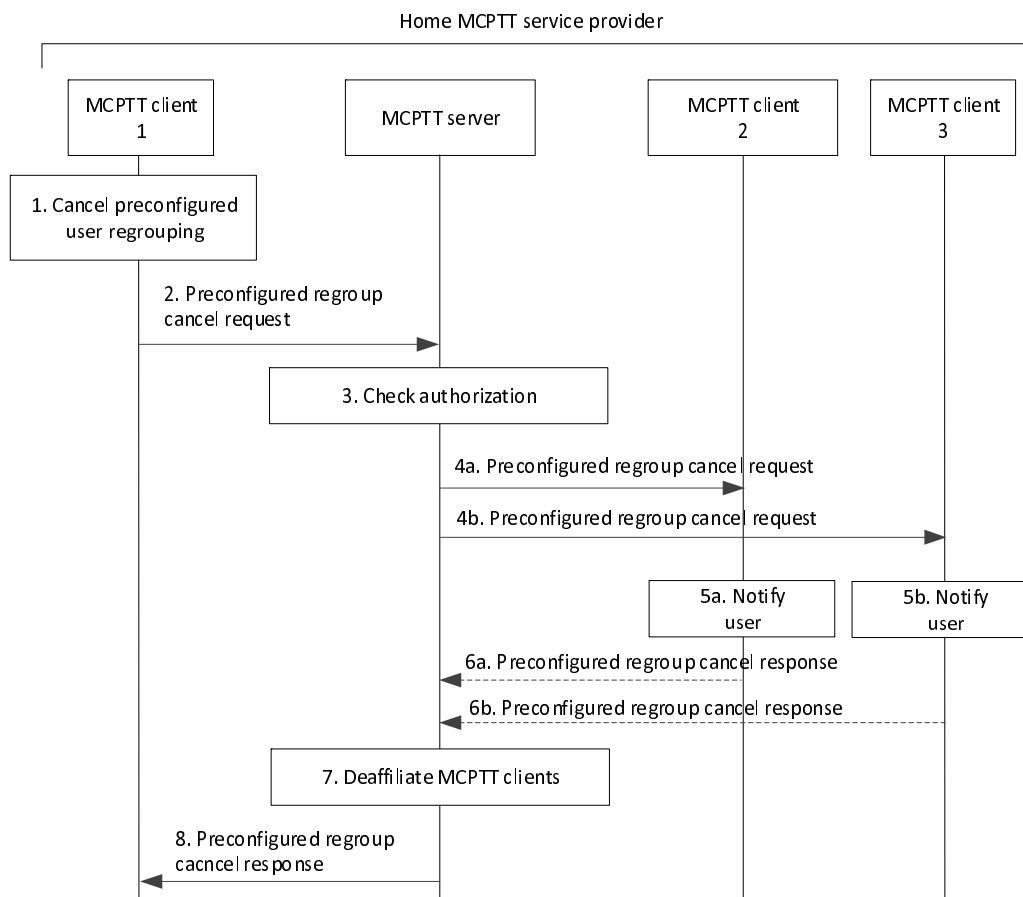 Home MCPTT service provider
MCPTT client
1
MCPTT server
MCPTT client
2
MCPTT client
3
1. Cancel preconfigured
user regrouping
2. Preconfigured regroup
cancel request
3. Check authorization
4a. Preconfigured regroup cancel request
4b. Preconfigured regroup cancel request
5a. Notify
user
5b. Notify
user
6a. Preconfigured regroup cancel response
6b. Preconfigured regroup cancel response
7. Deaffiliate MCPTT clients
8. Preconfigured regroup
cacncel response